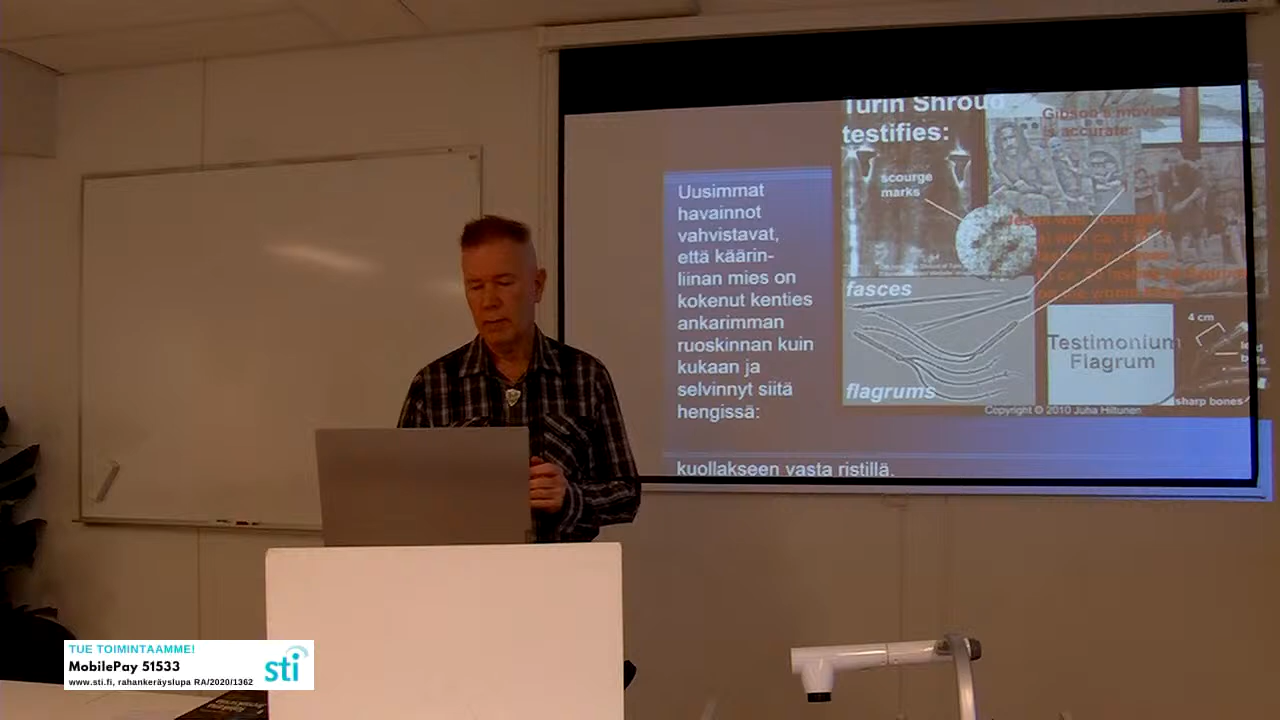 Turin Shroud
testifies:
Gibson's movie
is accurate:
scourge
marks
Uusimmat
havainnot
vahvistavat,
että käärin-
liinan mies on
kokenut kenties
ankarimman
ruoskinnan kuin
kukaan ja
selvinnyt siitä
hengissä:
kuollakseen vasta ristillä.
fasces
flagrums
Testimonium
Flagrum
4 cm
sharp bones
Copyright © 2010 Juha Hiltunen
TUE TOIMINTAAMME!
MobilePay 51533
www.sti.fi, rahankeräyslupa RA/2020/1362
sti